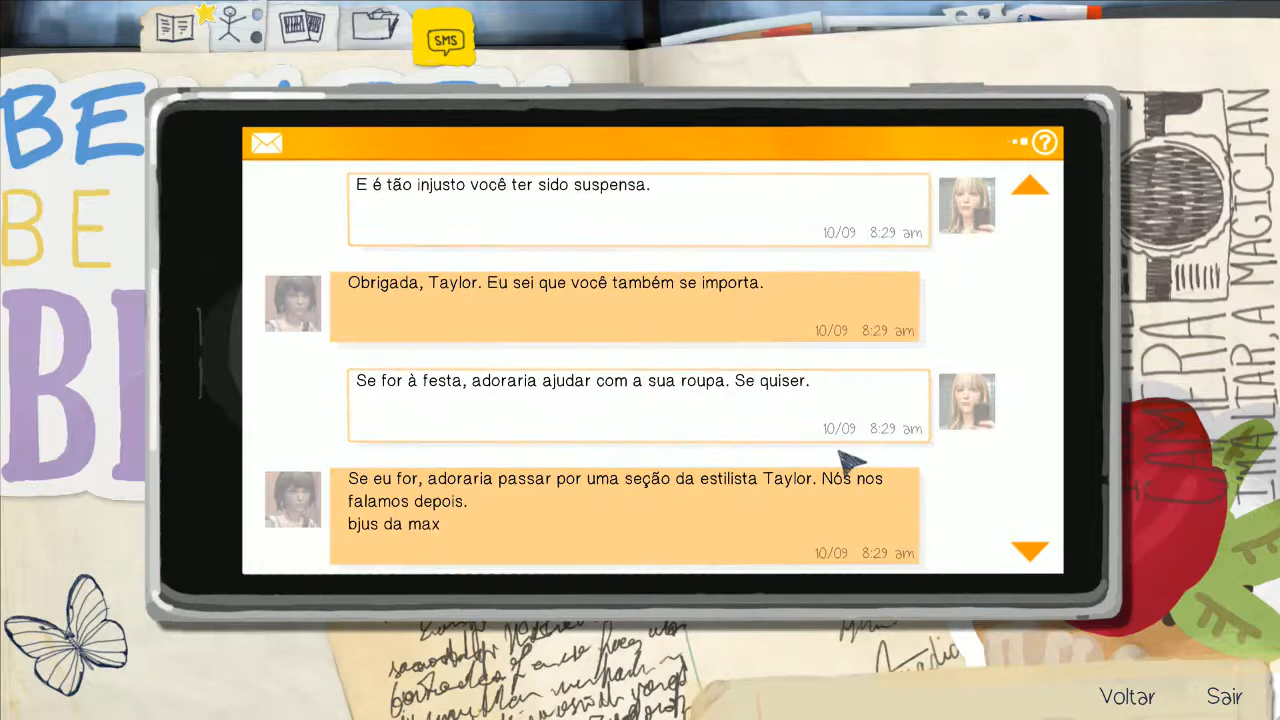 SMS
BE
BE
E é tão injusto você ter sido suspensa.
10/09 8:29 am
Obrigada, Taylor. Eu sei que você também se importa.
10/09 8:29 am
Se for à festa, adoraria ajudar com a sua roupa. Se quiser.
10/09 8:29 am
Se eu for, adoraria passar por uma seção da estilista Taylor. Nós nos
falamos depois.
bjus da max
10/09 8:29 am
A MAGICIAN
Voltar
Sair